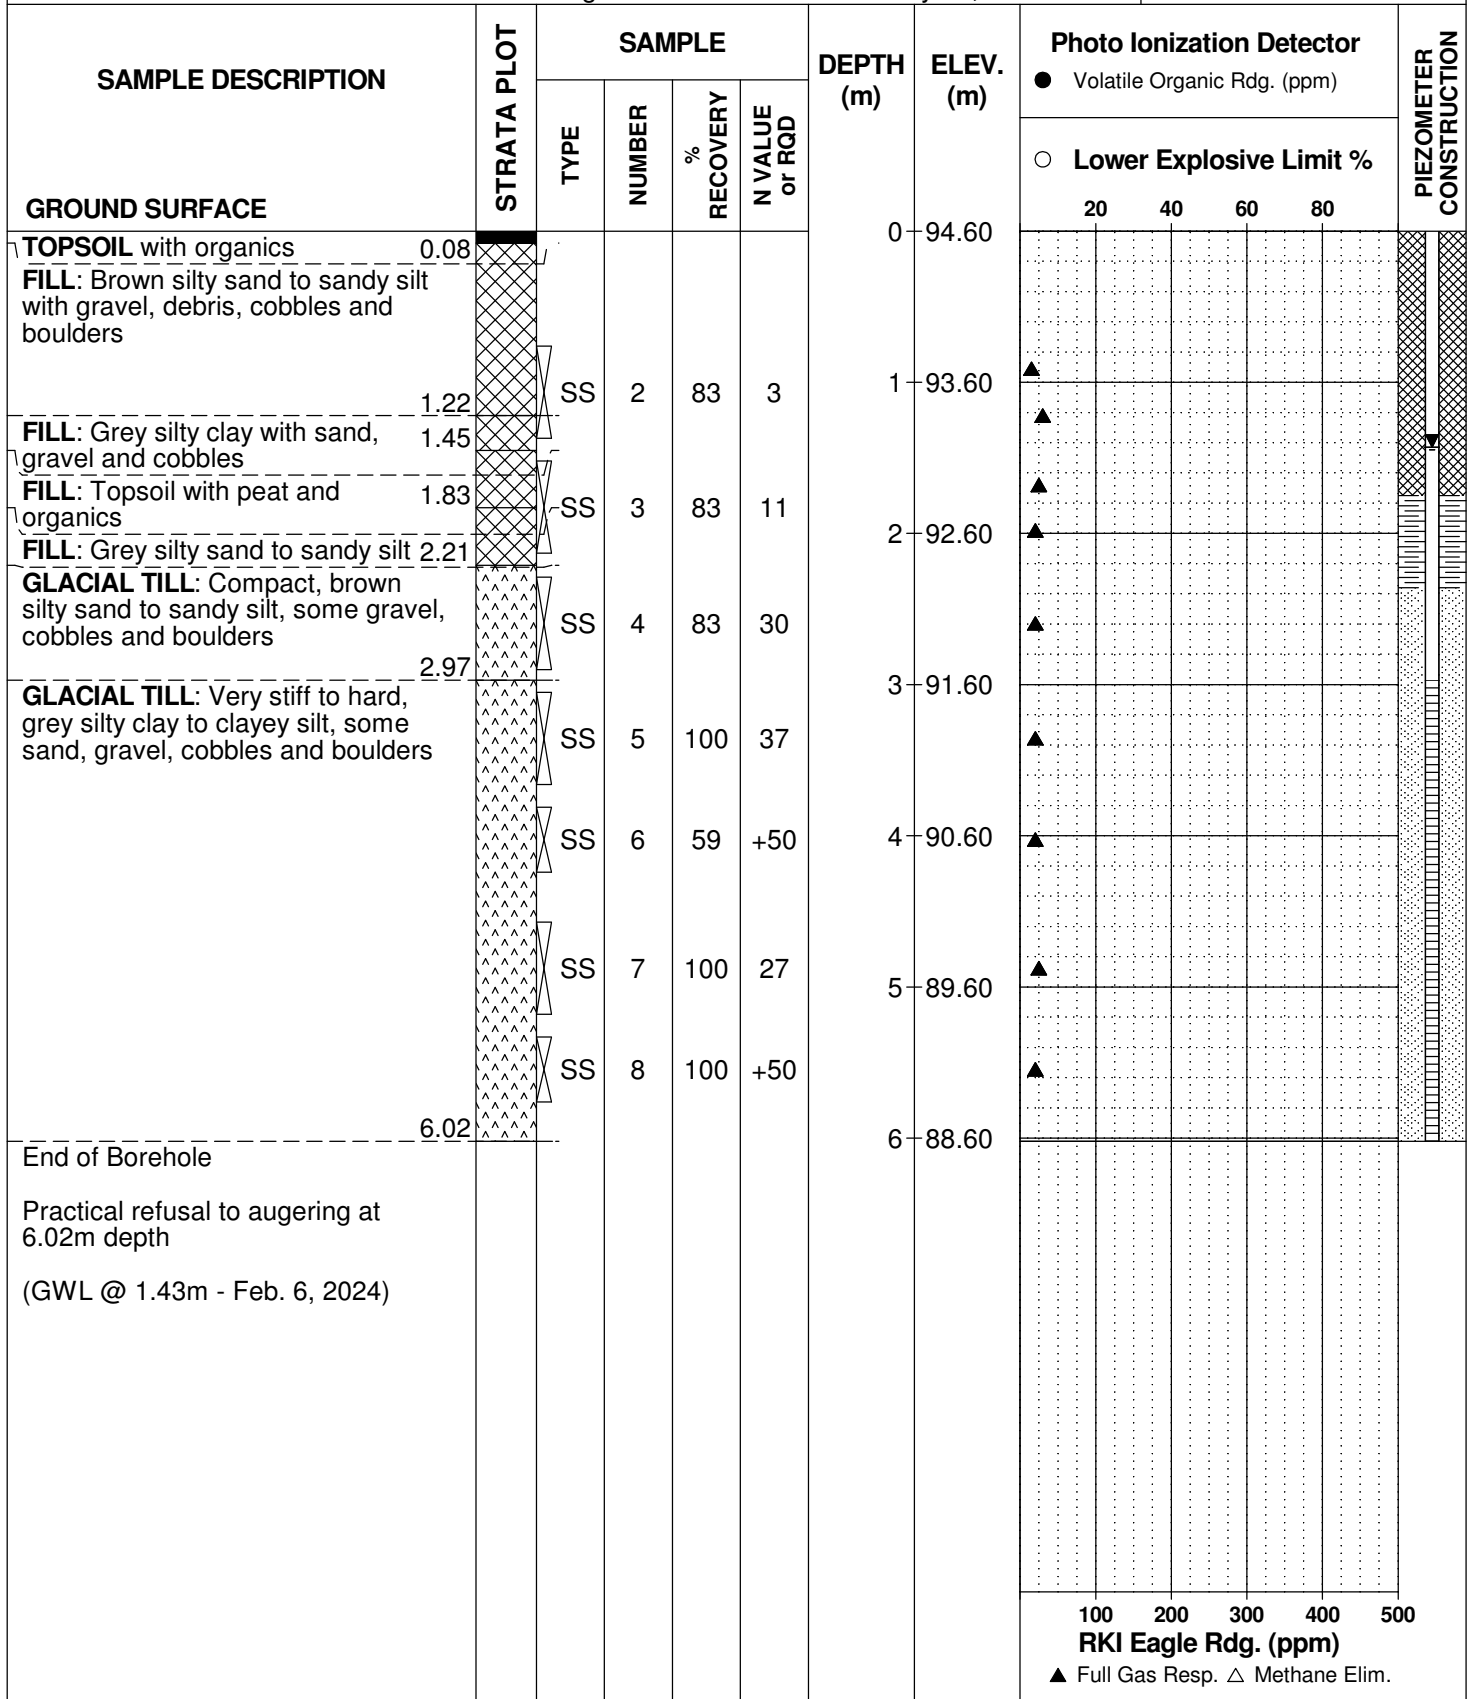 SAMPLE DESCRIPTION
GROUND SURFACE
STRATA PLOT
SAMPLE
TYPE
NUMBER
%
RECOVERY
N VALUE
or RQD
DEPTH
(m)
ELEV.
(m)
Photo Ionization Detector
● Volatile Organic Rdg. (ppm)
○ Lower Explosive Limit %
20 40 60 80
PIEZOMETER
CONSTRUCTION
0 94.60
TOPSOIL with organics 0.08
FILL: Brown silty sand to sandy silt
with gravel, debris, cobbles and
boulders
1.22
SS 2 83 3
1 93.60
FILL: Grey silty clay with sand, 1.45
gravel and cobbles
FILL: Topsoil with peat and 1.83
organics
SS 3 83 11
2 92.60
FILL: Grey silty sand to sandy silt 2.21
GLACIAL TILL: Compact, brown
silty sand to sandy silt, some gravel,
cobbles and boulders
2.97
SS 4 83 30
3 91.60
GLACIAL TILL: Very stiff to hard,
grey silty clay to clayey silt, some
sand, gravel, cobbles and boulders
SS 5 100 37
SS 6 59 +50
4 90.60
SS 7 100 27
5 89.60
SS 8 100 +50
6.02
6 88.60
End of Borehole
Practical refusal to augering at
6.02m depth
(GWL @ 1.43m - Feb. 6, 2024)
100 200 300 400 500
RKI Eagle Rdg. (ppm)
▲ Full Gas Resp. △ Methane Elim.